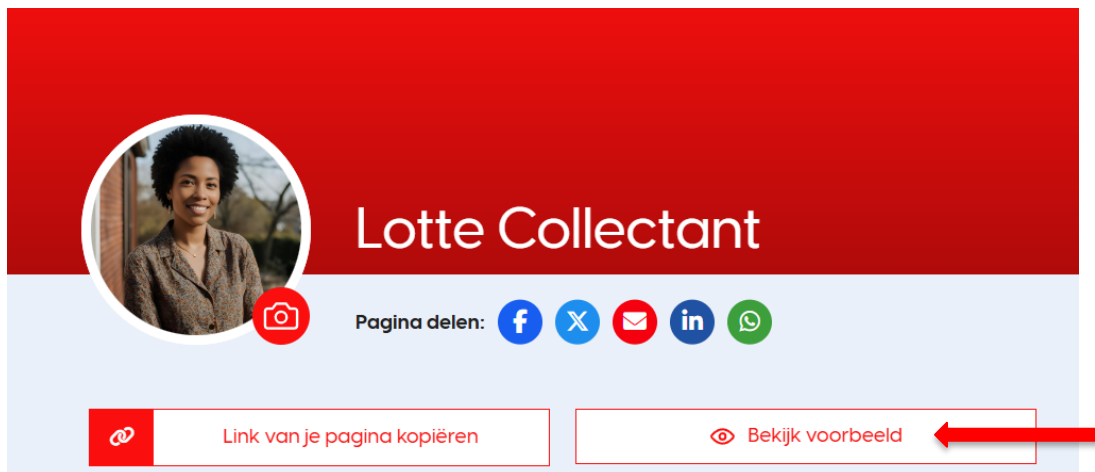 Lotte Collectant
Pagina delen:
Link van je pagina kopiëren
Bekijk voorbeeld